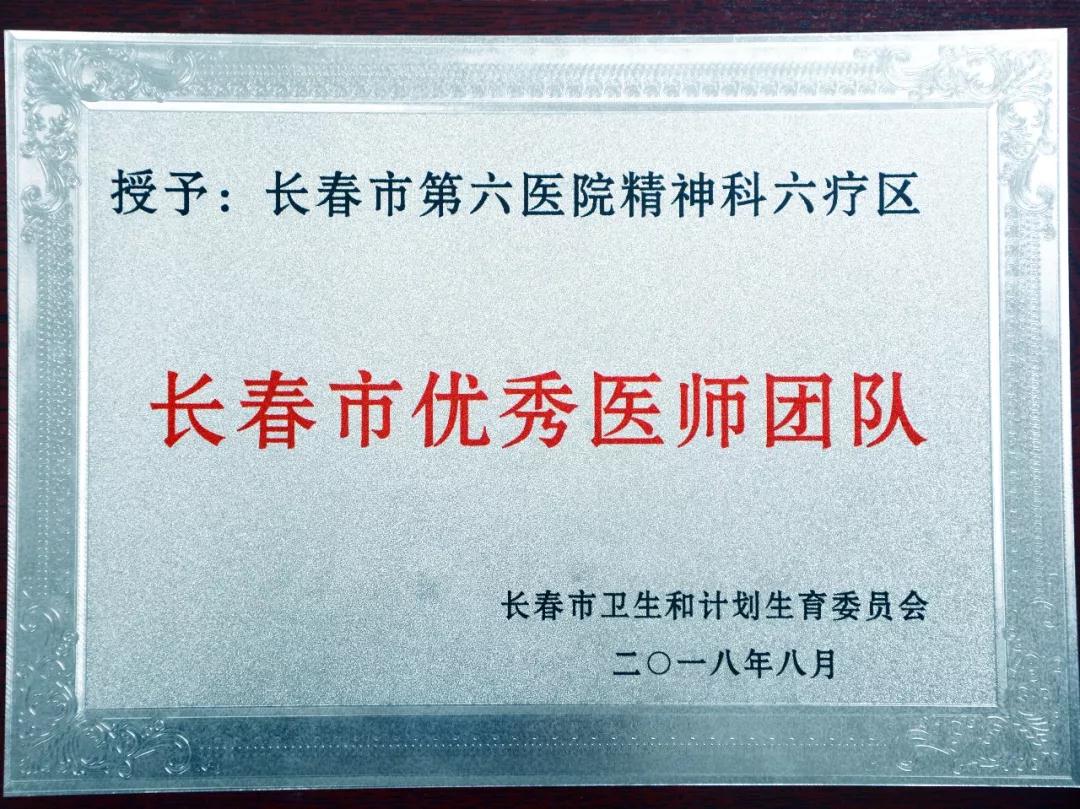 授予：长春市第六医院精神科六疗区
长春市优秀医师团队
长春市卫生和计划生育委员会
二〇一八年八月